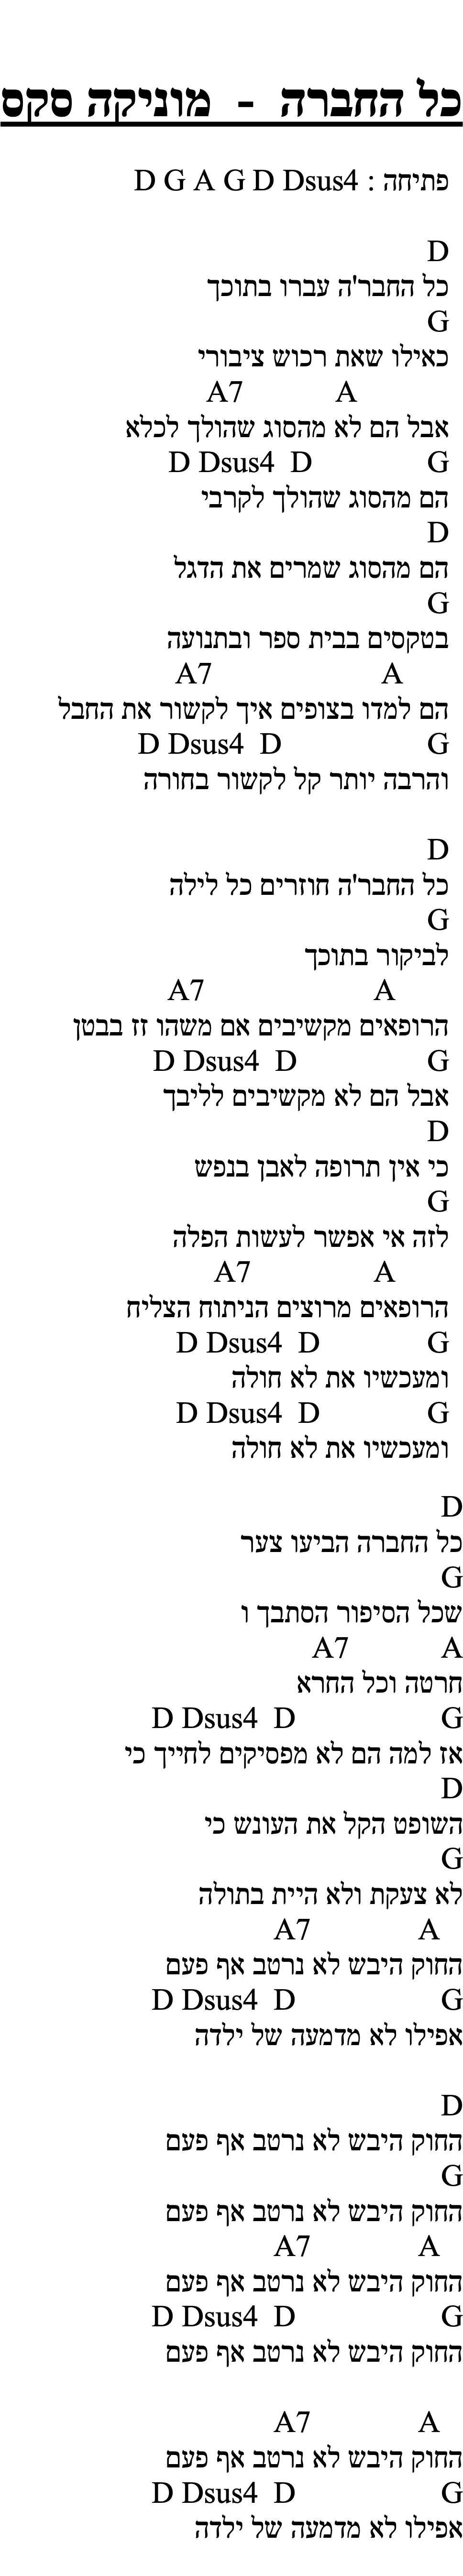 כל החברה - מוניקה סקס
פתיחה : D G A G D Dsus4
D
כל החבר'ה עברו בתוכך
G
כאילו שאת רכוש ציבורי
A7 A
אבל הם לא מהסוג שהולך לכלא
D Dsus4 D G
הם מהסוג שהולך לקרבי
D
הם מהסוג שמרים את הדגל
G
בטקסים בבית ספר ובתנועה
A7 A
הם למדו בצופים איך לקשור את החבל
D Dsus4 D G
והרבה יותר קל לקשור בחורה
D
כל החבר'ה חוזרים כל לילה
G
לביקור בתוכך
A7 A
הרופאים מקשיבים אם משהו זז בבטן
D Dsus4 D G
אבל הם לא מקשיבים לליבך
D
כי אין תרופה לאבן בנפש
G
לזה אי אפשר לעשות הפלה
A7 A
הרופאים מרוצים הניתוח הצליח
D Dsus4 D G
ומעכשיו את לא חולה
D Dsus4 D G
ומעכשיו את לא חולה
D
כל החברה הביעו צער
G
שכל הסיפור הסתבך ו
A7 A
חרטה וכל החרא
D Dsus4 D G
אז למה הם לא מפסיקים לחייך כי
D
השופט הקל את העונש כי
G
לא צעקת ולא היית בתולה
A7 A
החוק היבש לא נרטב אף פעם
D Dsus4 D G
אפילו לא מדמעה של ילדה
D
החוק היבש לא נרטב אף פעם
G
החוק היבש לא נרטב אף פעם
A7 A
החוק היבש לא נרטב אף פעם
D Dsus4 D G
החוק היבש לא נרטב אף פעם
A7 A
החוק היבש לא נרטב אף פעם
D Dsus4 D G
אפילו לא מדמעה של ילדה